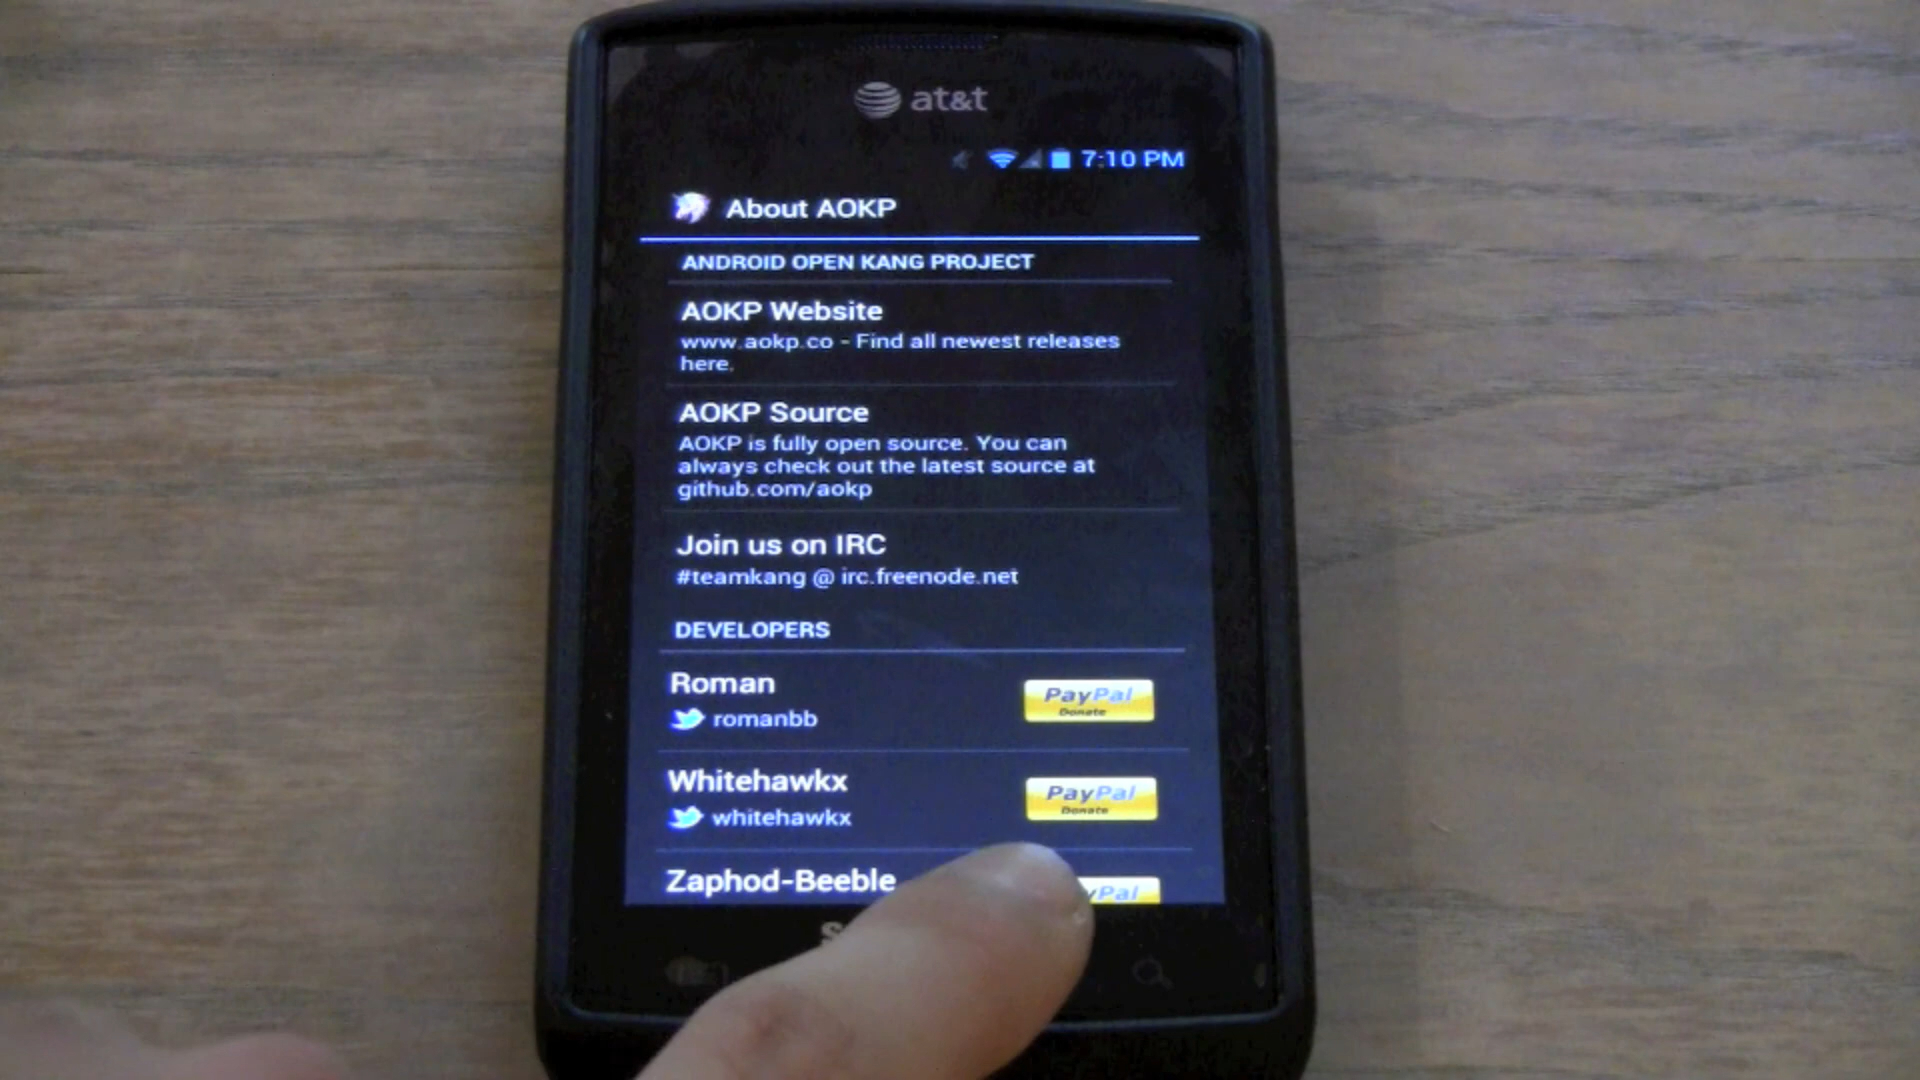 at&t
7:10 PM
About AOKP
ANDROID OPEN KANG PROJECT
AOKP Website
www.aokp.co - Find all newest releases
here.
AOKP Source
AOKP is fully open source. You can
always check out the latest source at
github.com/aokp
Join us on IRC
#teamkang @ irc.freenode.net
DEVELOPERS
Roman
PayPal
Donate
romanbb
Whitehawkx
PayPal
Donate
whitehawkx
Zaphod-Beeble
yPal